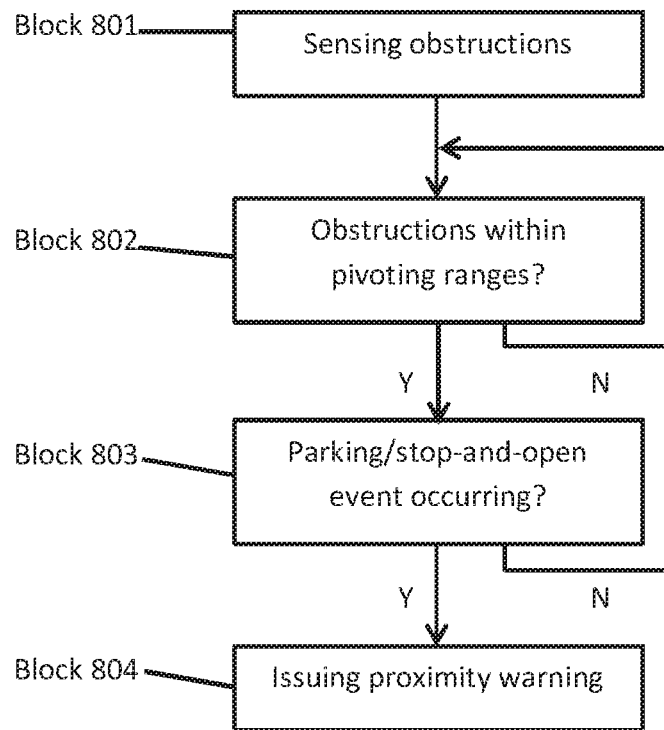 Block 801
Sensing obstructions
Block 802
Obstructions within
pivoting ranges?
Y
N
Block 803
Parking/stop-and-open
event occurring?
Y
N
Block 804
Issuing proximity warning